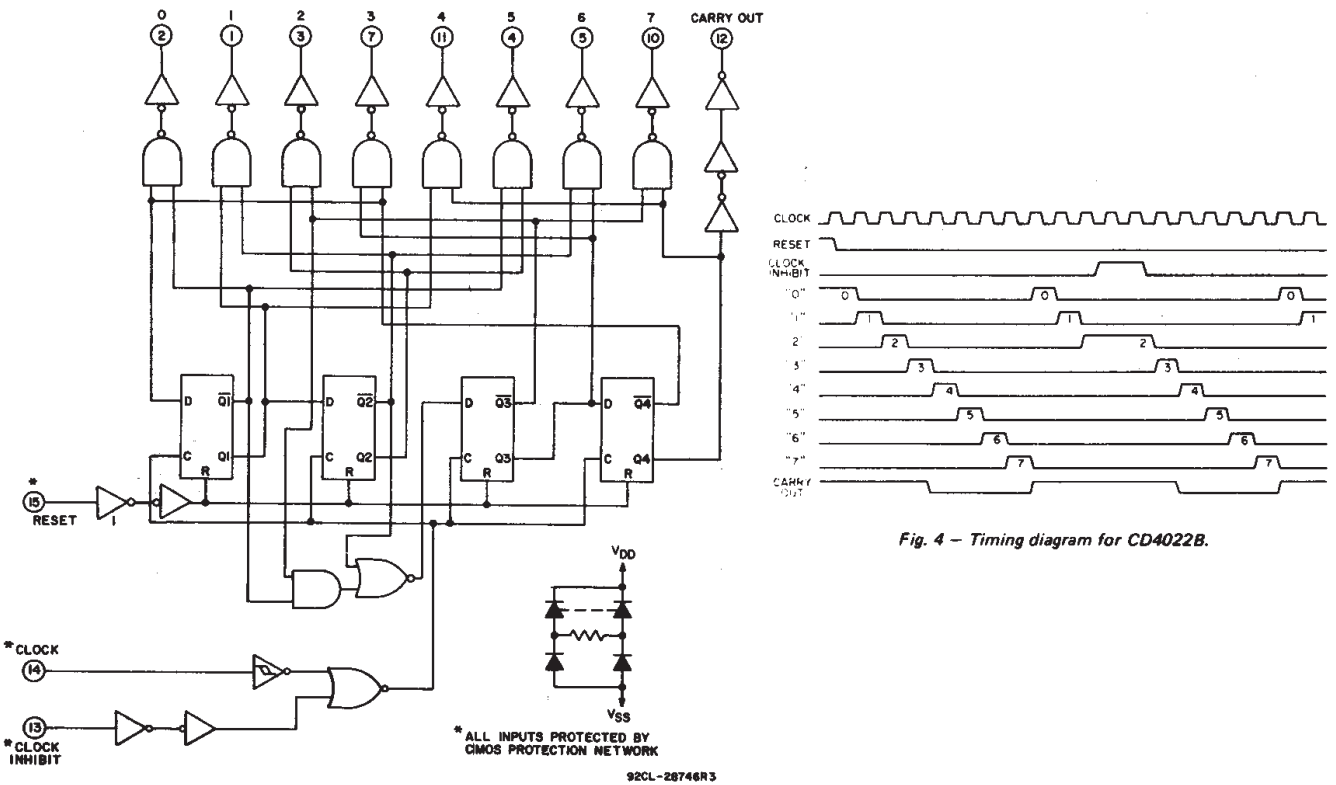 0 1 2 3 4 5 6 7 CARRY OUT
2 1 3 7 11 4 5 10 12
D Q1 D Q2 D Q3 D Q4
C Q1 C Q2 C Q3 C Q4
R R R R
*
15
RESET
1
VDD
* CLOCK
14
13
* CLOCK
INHIBIT
VSS
* ALL INPUTS PROTECTED BY
CMOS PROTECTION NETWORK
92CL-28746R3
CLOCK
RESET
CLOCK
INHIBIT
"0" 0 0 0
"1" 1 1 1
2 2 2
"3" 3 3
"4" 4 4
"5" 5 5
"6" 6 6
"7" 7 7
CARRY
OUT
Fig. 4 – Timing diagram for CD4022B.